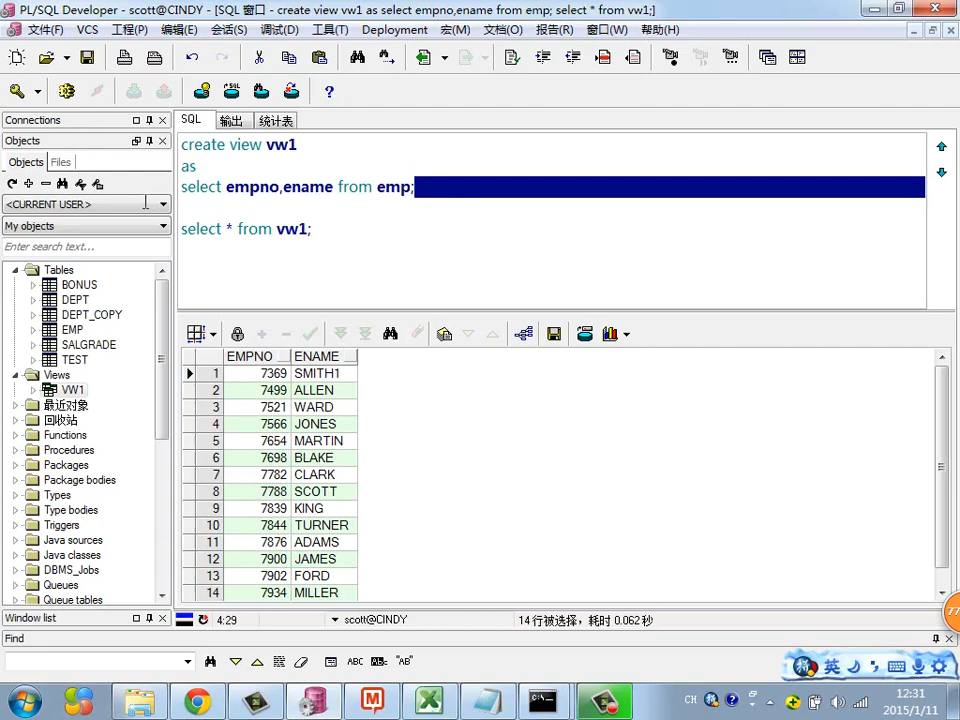 PL/SQL Developer - scott@CINDY - [SQL 窗口 - create view vw1 as select empno,ename from emp; select * from vw1;]
文件(F) VCS 工程(P) 编辑(E) 会话(S) 调试(D) 工具(T) Deployment 宏(M) 文档(O) 报告(R) 窗口(W) 帮助(H)
Connections
Objects
Objects Files
<CURRENT USER>
My objects
Enter search text...
Tables
BONUS
DEPT
DEPT_COPY
EMP
SALGRADE
TEST
Views
VW1
最近对象
回收站
Functions
Procedures
Packages
Package bodies
Types
Type bodies
Triggers
Java sources
Java classes
DBMS_Jobs
Queues
Queue tables
Window list
SQL 输出 统计表
create view vw1
as
select empno,ename from emp;
select * from vw1;
EMPNO ENAME
1 7369 SMITH1
2 7499 ALLEN
3 7521 WARD
4 7566 JONES
5 7654 MARTIN
6 7698 BLAKE
7 7782 CLARK
8 7788 SCOTT
9 7839 KING
10 7844 TURNER
11 7876 ADAMS
12 7900 JAMES
13 7902 FORD
14 7934 MILLER
4:29 scott@CINDY 14 行被选择，耗时 0.062 秒
77
Find
ABC "AB"
英
CH
12:31
2015/1/11